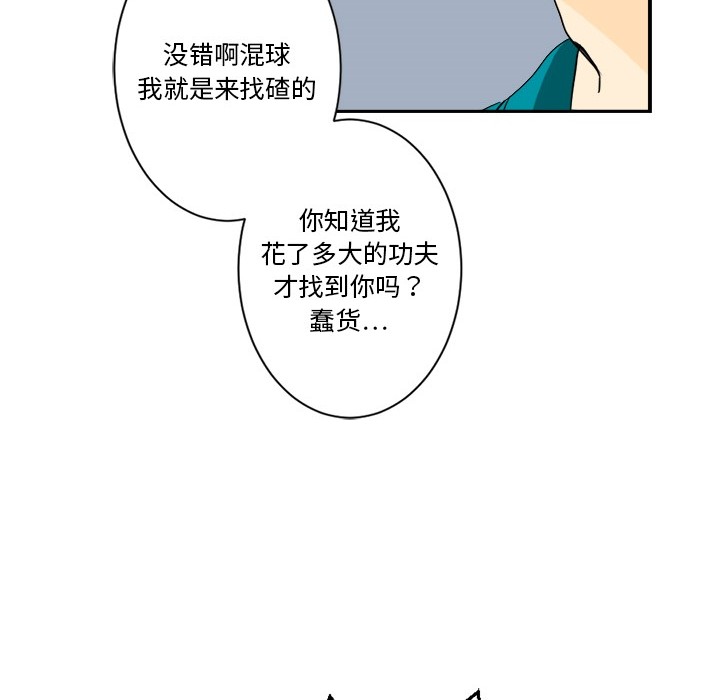 没错啊混球
我就是来找碴的
你知道我
花了多大的功夫
才找到你吗？
蠢货...